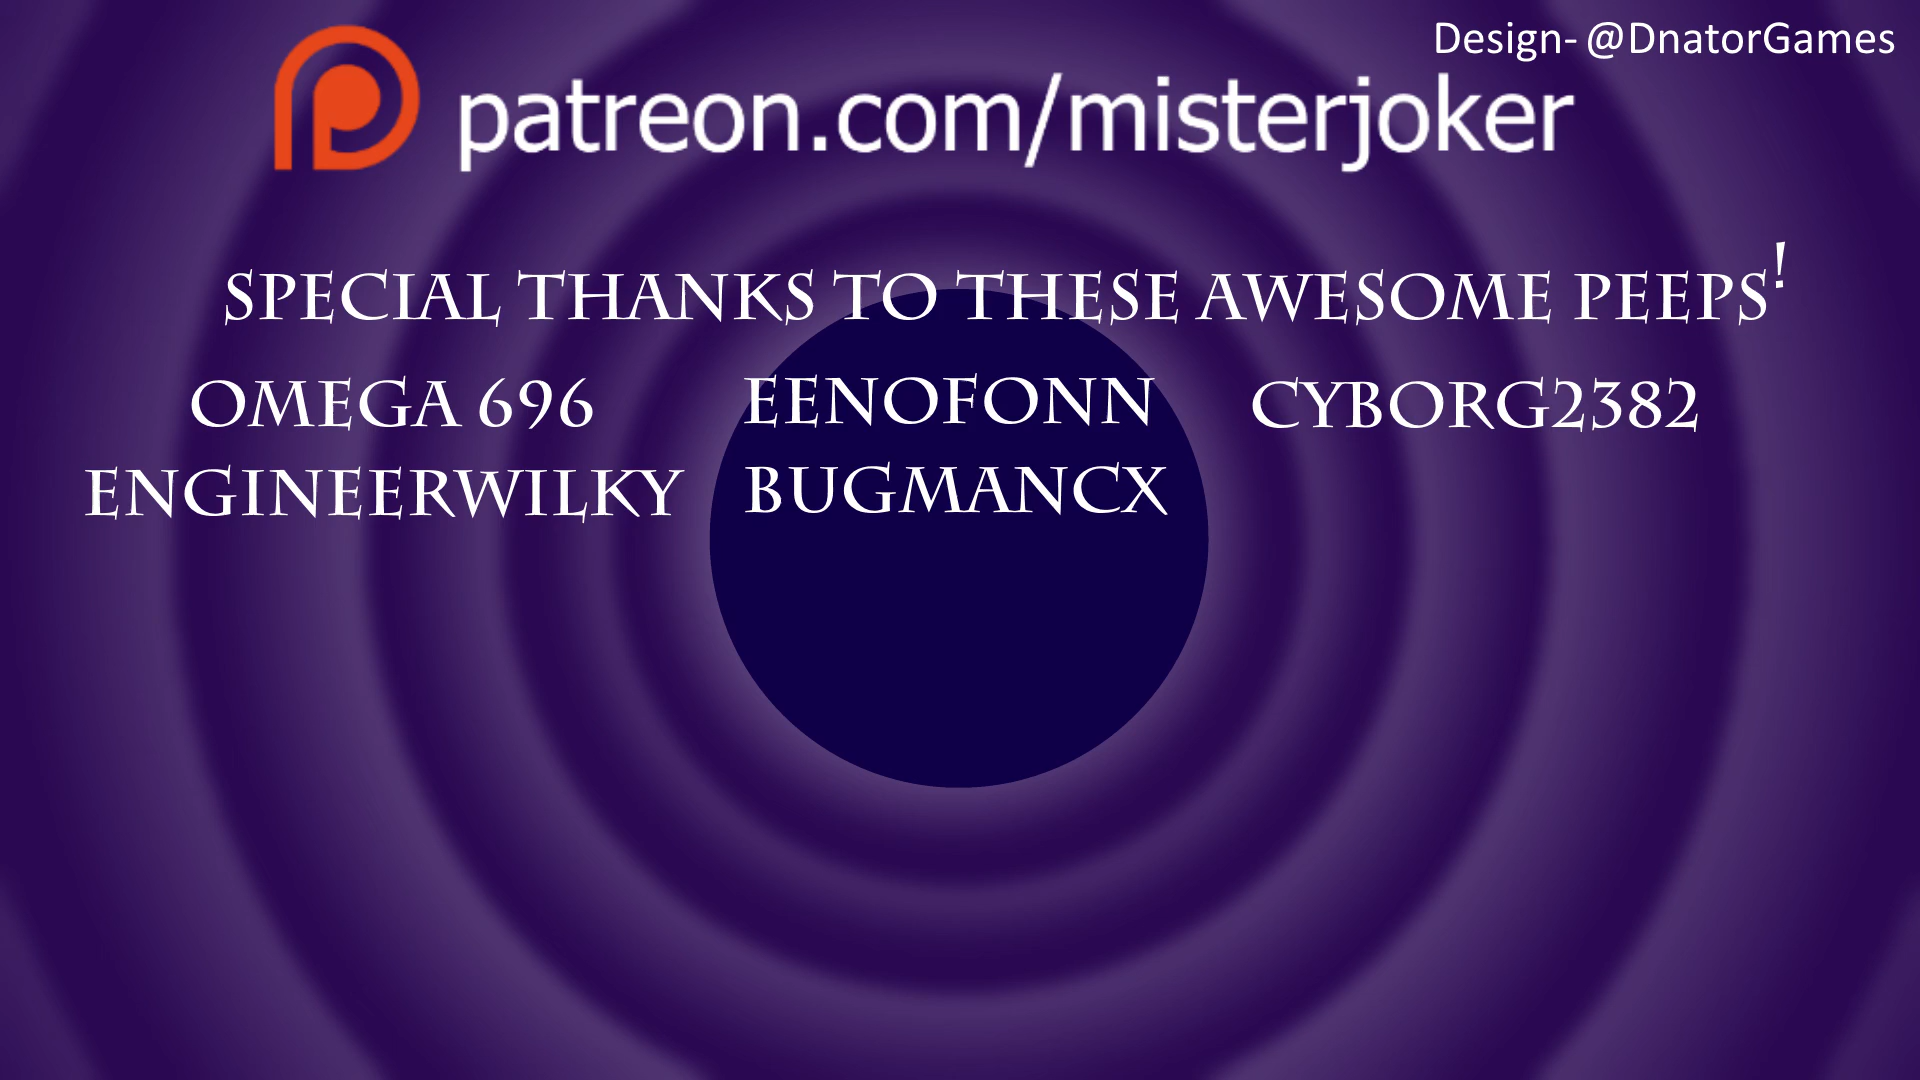 Design- @DnatorGames
patreon.com/misterjoker
SPECIAL THANKS TO THESE AWESOME PEEPS!
OMEGA 696 EENOFONN CYBORG2382
ENGINEERWILKY BUGMANCX